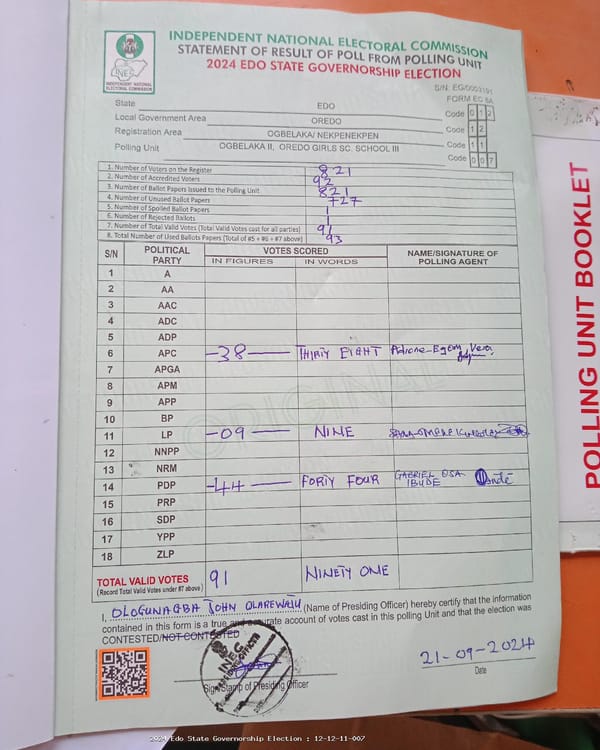 INDEPENDENT NATIONAL ELECTORAL COMMISSION
STATEMENT OF RESULT OF POLL FROM POLLING UNIT
2024 EDO STATE GOVERNORSHIP ELECTION
INEC
INDEPENDENT NATIONAL
ELECTORAL COMMISSION
S/N: EG0003191
FORM EC 8A
State EDO Code 0 1 2
Local Government Area OREDO Code 1 2
Registration Area OGBELAKA/ NEKPENEKPEN Code 1 1
Polling Unit OGBELAKA II, OREDO GIRLS SC. SCHOOL III Code 0 0 7
1. Number of Voters on the Register 821
2. Number of Accredited Voters 92
3. Number of Ballot Papers Issued to the Polling Unit 821
4. Number of Unused Ballot Papers 727
5. Number of Spoiled Ballot Papers 1
6. Number of Rejected Ballots 1
7. Number of Total Valid Votes (Total Valid Votes cast for all parties) 91
8. Total Number of Used Ballots Papers (Total of #5 + #6 + #7 above) 93
S/N POLITICAL PARTY VOTES SCORED NAME/SIGNATURE OF POLLING AGENT
IN FIGURES IN WORDS
1 A
2 AA
3 AAC
4 ADC
5 ADP
6 APC -38- THIRTY EIGHT Vera
7 APGA
8 APM
9 APP
10 BP
11 LP -09- NINE
12 NNPP
13 NRM
14 PDP -44- FORTY FOUR GABRIEL OSA IBUDE
15 PRP
16 SDP
17 YPP
18 ZLP
ORIGINAL
TOTAL VALID VOTES 91 NINETY ONE
(Record Total Valid Votes under #7 above)
I, OLOGUNAGBA JOHN OLAREWAJU (Name of Presiding Officer) hereby certify that the information
contained in this form is a true and accurate account of votes cast in this polling Unit and that the election was
CONTESTED/NOT CONTESTED
INEC
21-09-2024
Sign/Stamp of Presiding Officer
Date
POLLING UNIT BOOKLET
2024 Edo State Governorship Election : 12-12-11-007